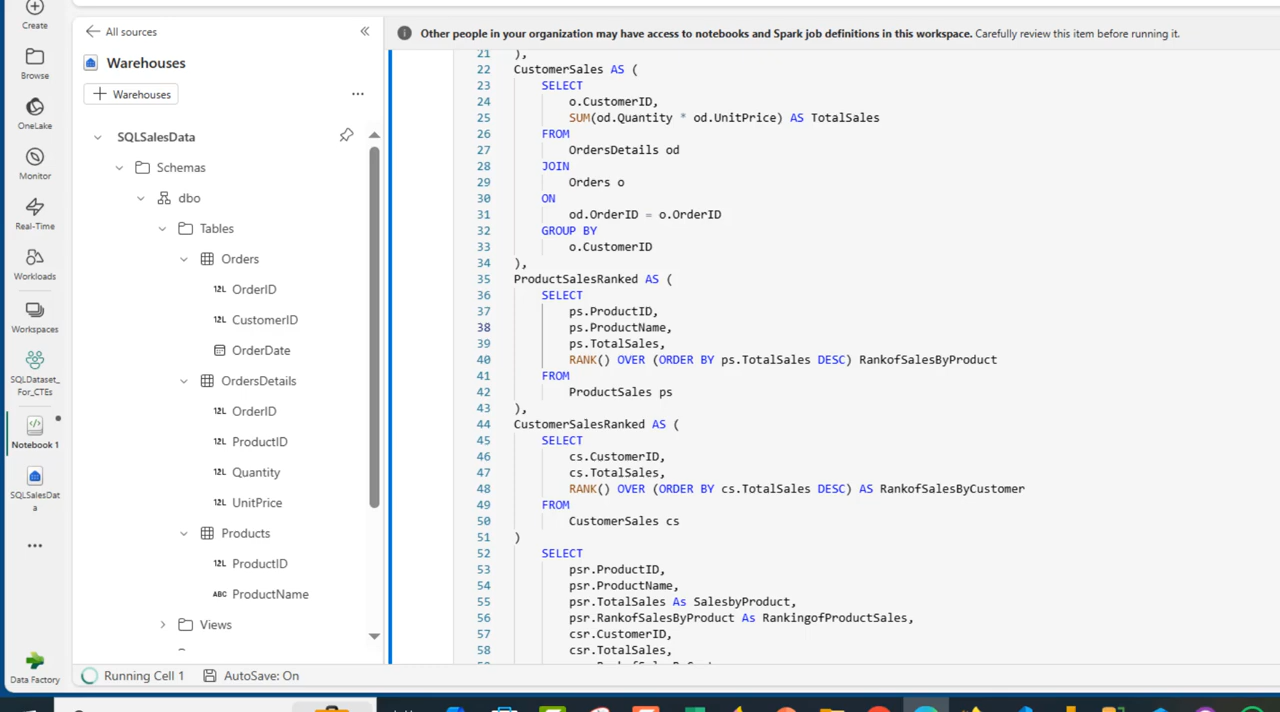 Create
Browse
OneLake
Monitor
Real-Time
Workloads
Workspaces
SQLDataset_
For_CTEs
Notebook 1
SQLSalesDat
a
Data Factory
All sources
Warehouses
Warehouses
SQLSalesData
Schemas
dbo
Tables
Orders
12L OrderID
12L CustomerID
OrderDate
OrdersDetails
12L OrderID
12L ProductID
12L Quantity
12L UnitPrice
Products
12L ProductID
ABC ProductName
Views
Other people in your organization may have access to notebooks and Spark job definitions in this workspace. Carefully review this item before running it.
21 ),
22 CustomerSales AS (
23 SELECT
24 o.CustomerID,
25 SUM(od.Quantity * od.UnitPrice) AS TotalSales
26 FROM
27 OrdersDetails od
28 JOIN
29 Orders o
30 ON
31 od.OrderID = o.OrderID
32 GROUP BY
33 o.CustomerID
34 ),
35 ProductSalesRanked AS (
36 SELECT
37 ps.ProductID,
38 ps.ProductName,
39 ps.TotalSales,
40 RANK() OVER (ORDER BY ps.TotalSales DESC) RankofSalesByProduct
41 FROM
42 ProductSales ps
43 ),
44 CustomerSalesRanked AS (
45 SELECT
46 cs.CustomerID,
47 cs.TotalSales,
48 RANK() OVER (ORDER BY cs.TotalSales DESC) AS RankofSalesByCustomer
49 FROM
50 CustomerSales cs
51 )
52 SELECT
53 psr.ProductID,
54 psr.ProductName,
55 psr.TotalSales As SalesbyProduct,
56 psr.RankofSalesByProduct As RankingofProductSales,
57 csr.CustomerID,
58 csr.TotalSales,
Running Cell 1
AutoSave: On